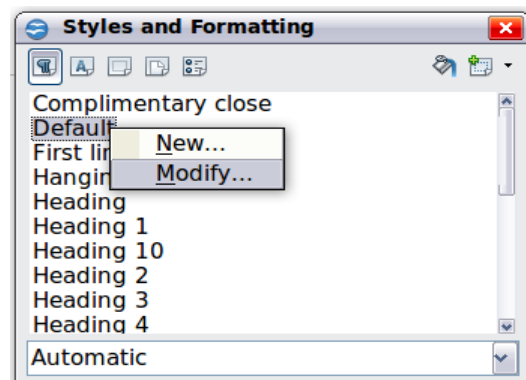 Styles and Formatting
Complimentary close
Default
New...
First lin
Modify...
Hangin
Heading
Heading 1
Heading 10
Heading 2
Heading 3
Heading 4
Automatic